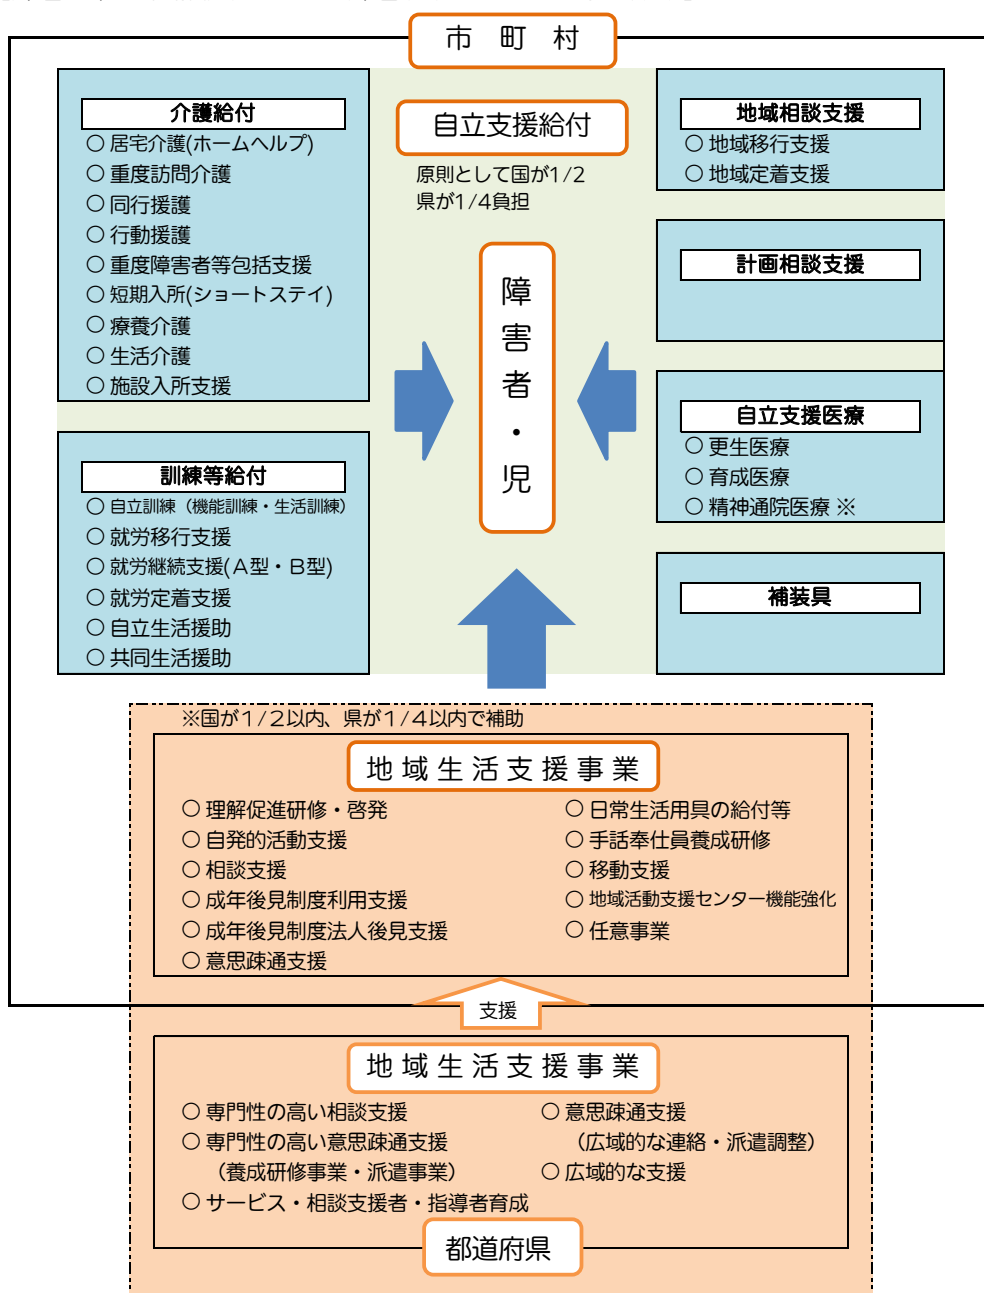 市 町 村
介護給付
○ 居宅介護(ホームヘルプ)
○ 重度訪問介護
○ 同行援護
○ 行動援護
○ 重度障害者等包括支援
○ 短期入所(ショートステイ)
○ 療養介護
○ 生活介護
○ 施設入所支援
訓練等給付
○ 自立訓練（機能訓練・生活訓練）
○ 就労移行支援
○ 就労継続支援(Ａ型・Ｂ型)
○ 就労定着支援
○ 自立生活援助
○ 共同生活援助
自立支援給付
原則として国が1/2
県が1/4負担
障害者・児
地域相談支援
○ 地域移行支援
○ 地域定着支援
計画相談支援
自立支援医療
○ 更生医療
○ 育成医療
○ 精神通院医療 ※
補装具
※国が１/２以内、県が１/４以内で補助
地域生活支援事業
○ 理解促進研修・啓発
○ 自発的活動支援
○ 相談支援
○ 成年後見制度利用支援
○ 成年後見制度法人後見支援
○ 意思疎通支援
○ 日常生活用具の給付等
○ 手話奉仕員養成研修
○ 移動支援
○ 地域活動支援センター機能強化
○ 任意事業
支援
地域生活支援事業
○ 専門性の高い相談支援
○ 専門性の高い意思疎通支援
（養成研修事業・派遣事業）
○ サービス・相談支援者・指導者育成
○ 意思疎通支援
（広域的な連絡・派遣調整）
○ 広域的な支援
都道府県